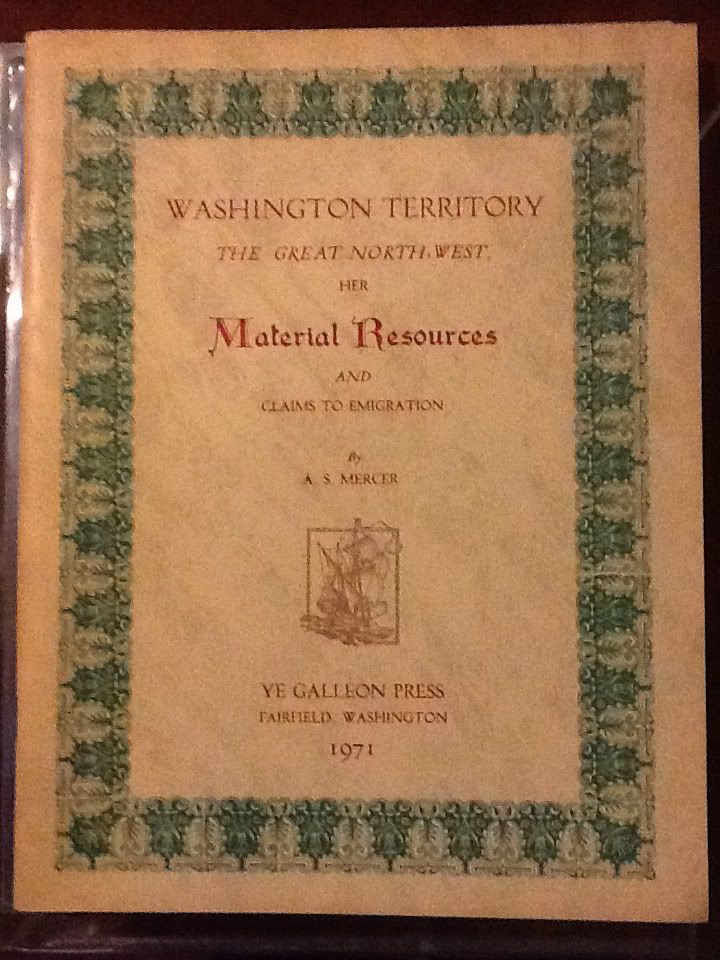 WASHINGTON TERRITORY
THE GREAT NORTH-WEST,
HER
Material Resources
AND
CLAIMS TO EMIGRATION
By
A. S. MERCER
YE GALLEON PRESS
FAIRFIELD, WASHINGTON
1971